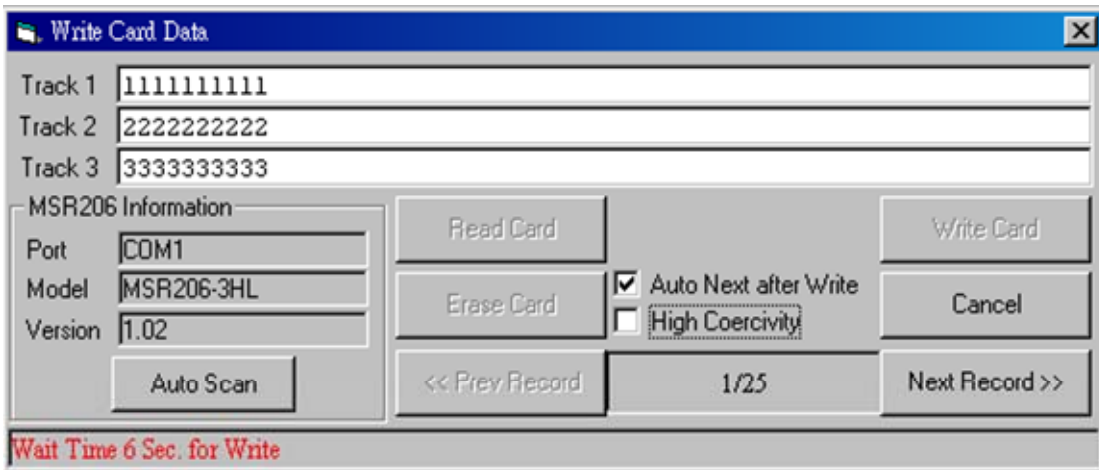 Write Card Data
Track 1 1111111111
Track 2 2222222222
Track 3 3333333333
MSR206 Information
Port COM1
Model MSR206-3HL
Version 1.02
Auto Scan
Read Card
Write Card
Erase Card
Auto Next after Write
High Coercivity
Cancel
<< Prev Record
1/25
Next Record >>
Wait Time 6 Sec. for Write